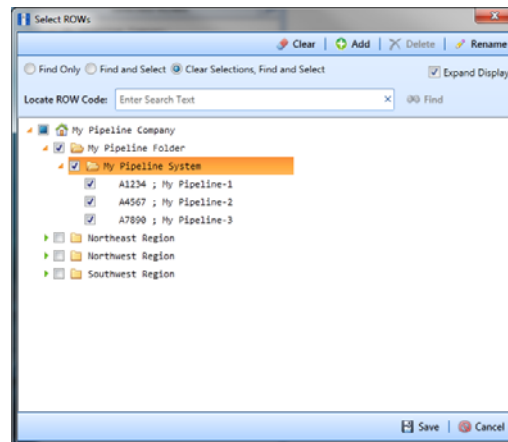 Select ROWs
Clear | Add | Delete | Rename
Find Only Find and Select Clear Selections, Find and Select Expand Display
Locate ROW Code: Enter Search Text × Find
My Pipeline Company
My Pipeline Folder
My Pipeline System
A1234 ; My Pipeline-1
A4567 ; My Pipeline-2
A7890 ; My Pipeline-3
Northeast Region
Northwest Region
Southwest Region
Save | Cancel